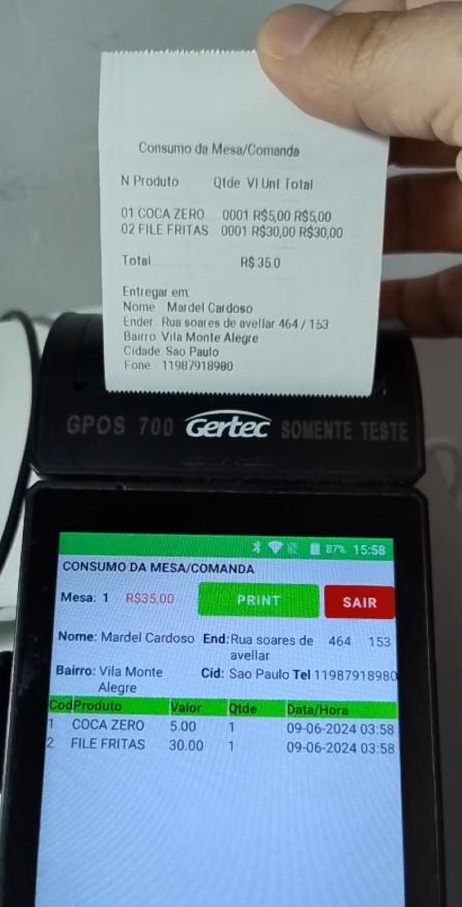 Consumo da Mesa/Comanda
N Produto Qtde Vl Unt Total
01 COCA ZERO 0001 R$5,00 R$5,00
02 FILE FRITAS 0001 R$30,00 R$30,00
Total R$ 35.0
Entregar em:
Nome Mardel Cardoso
Ender Rua soares de avellar 464 / 153
Bairro Vila Monte Alegre
Cidade Sao Paulo
Fone 11987918980
GPOS 700 Gertec SOMENTE TESTE
87% 15:58
CONSUMO DA MESA/COMANDA
Mesa: 1 R$35,00 PRINT SAIR
Nome: Mardel Cardoso End: Rua soares de 464 153
avellar
Bairro: Vila Monte Cid: Sao Paulo Tel 11987918980
Alegre
Cod Produto Valor Qtde Data/Hora
1 COCA ZERO 5.00 1 09-06-2024 03:58
2 FILE FRITAS 30.00 1 09-06-2024 03:58